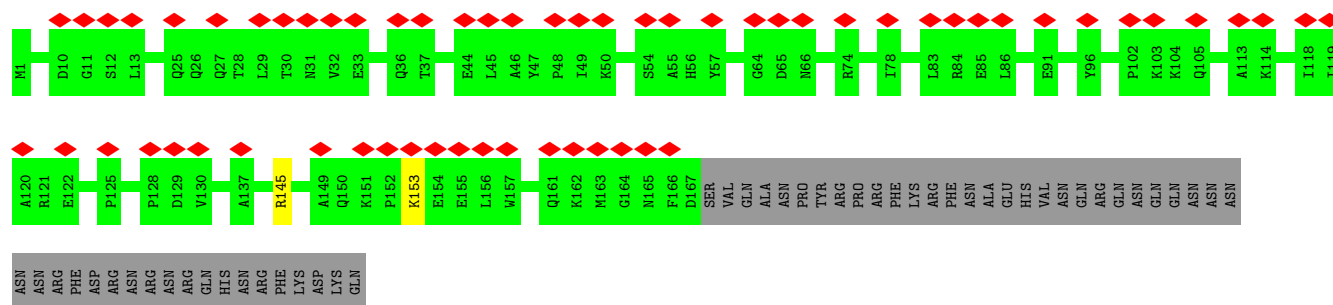 M1 D10 G11 S12 L13 Q25 Q26 Q27 T28 L29 T30 N31 V32 E33 Q36 T37 E44 L45 A46 Y47 P48 I49 K50 S54 A55 H56 Y57 G64 D65 N66 R74 I78 L83 R84 E85 L86 E91 Y96 P102 K103 K104 Q105 A113 K114 I118 I119
A120 R121 E122 P125 P128 D129 V130 A137 R145 A149 Q150 K151 P152 K153 E154 E155 L156 W157 Q161 K162 M163 G164 N165 F166 D167 SER VAL GLN ALA ASN PRO TYR ARG PRO ARG PHE LYS ARG PHE ASN ALA GLU HIS VAL ASN GLN ARG GLN ASN GLN GLN ASN ASN ASN
ASN ASN ARG PHE ASP ARG ASN ARG ASN ARG GLN HIS ASN ARG PHE LYS ASP LYS GLN